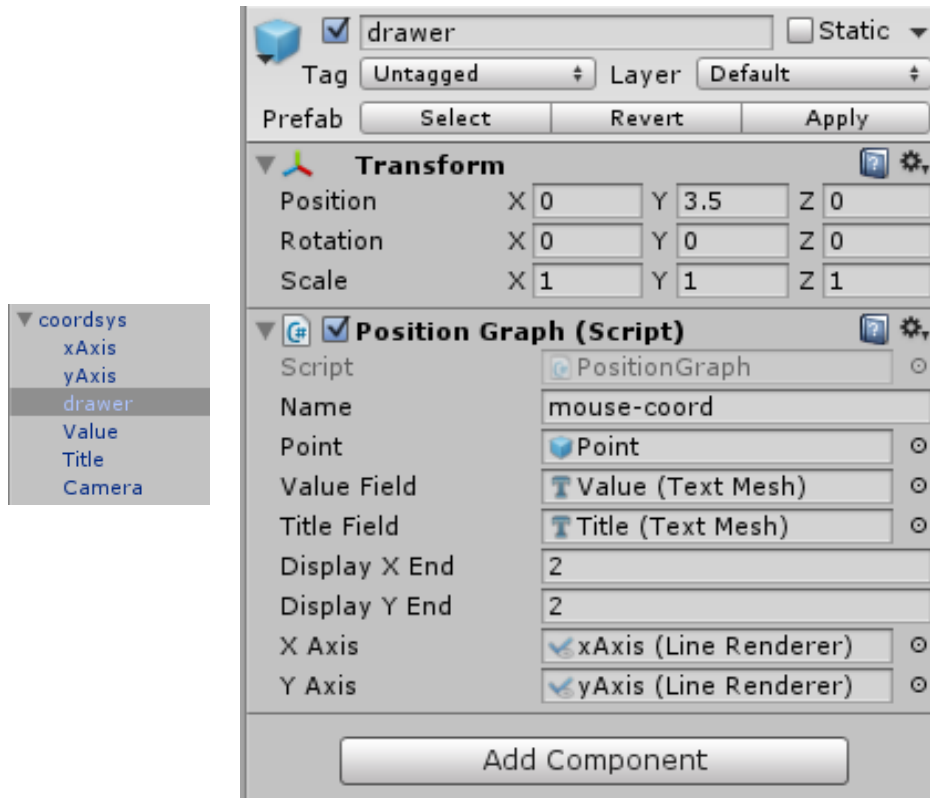 coordsys
xAxis
yAxis
drawer
Value
Title
Camera
drawer Static
Tag Untagged Layer Default
Prefab Select Revert Apply
Transform
Position X 0 Y 3.5 Z 0
Rotation X 0 Y 0 Z 0
Scale X 1 Y 1 Z 1
C# Position Graph (Script)
Script PositionGraph
Name mouse-coord
Point Point
Value Field Value (Text Mesh)
Title Field Title (Text Mesh)
Display X End 2
Display Y End 2
X Axis xAxis (Line Renderer)
Y Axis yAxis (Line Renderer)
Add Component